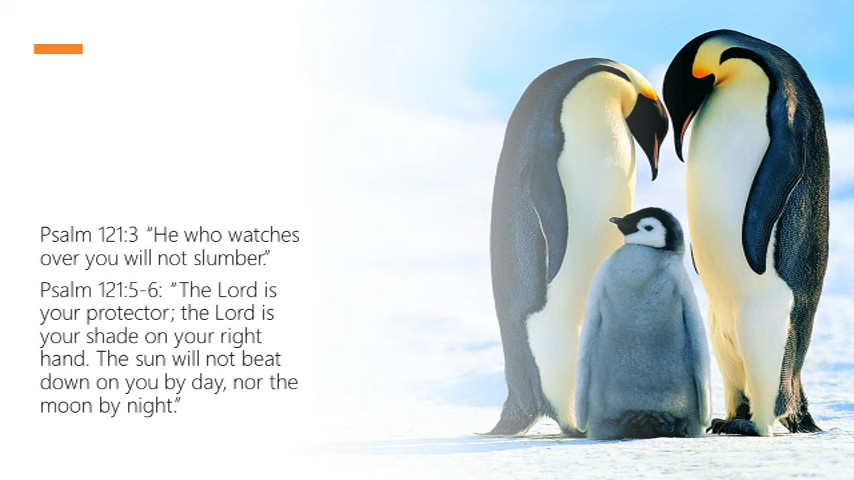 Psalm 121:3 “He who watches
over you will not slumber.”
Psalm 121:5-6: “The Lord is
your protector; the Lord is
your shade on your right
hand. The sun will not beat
down on you by day, nor the
moon by night.”